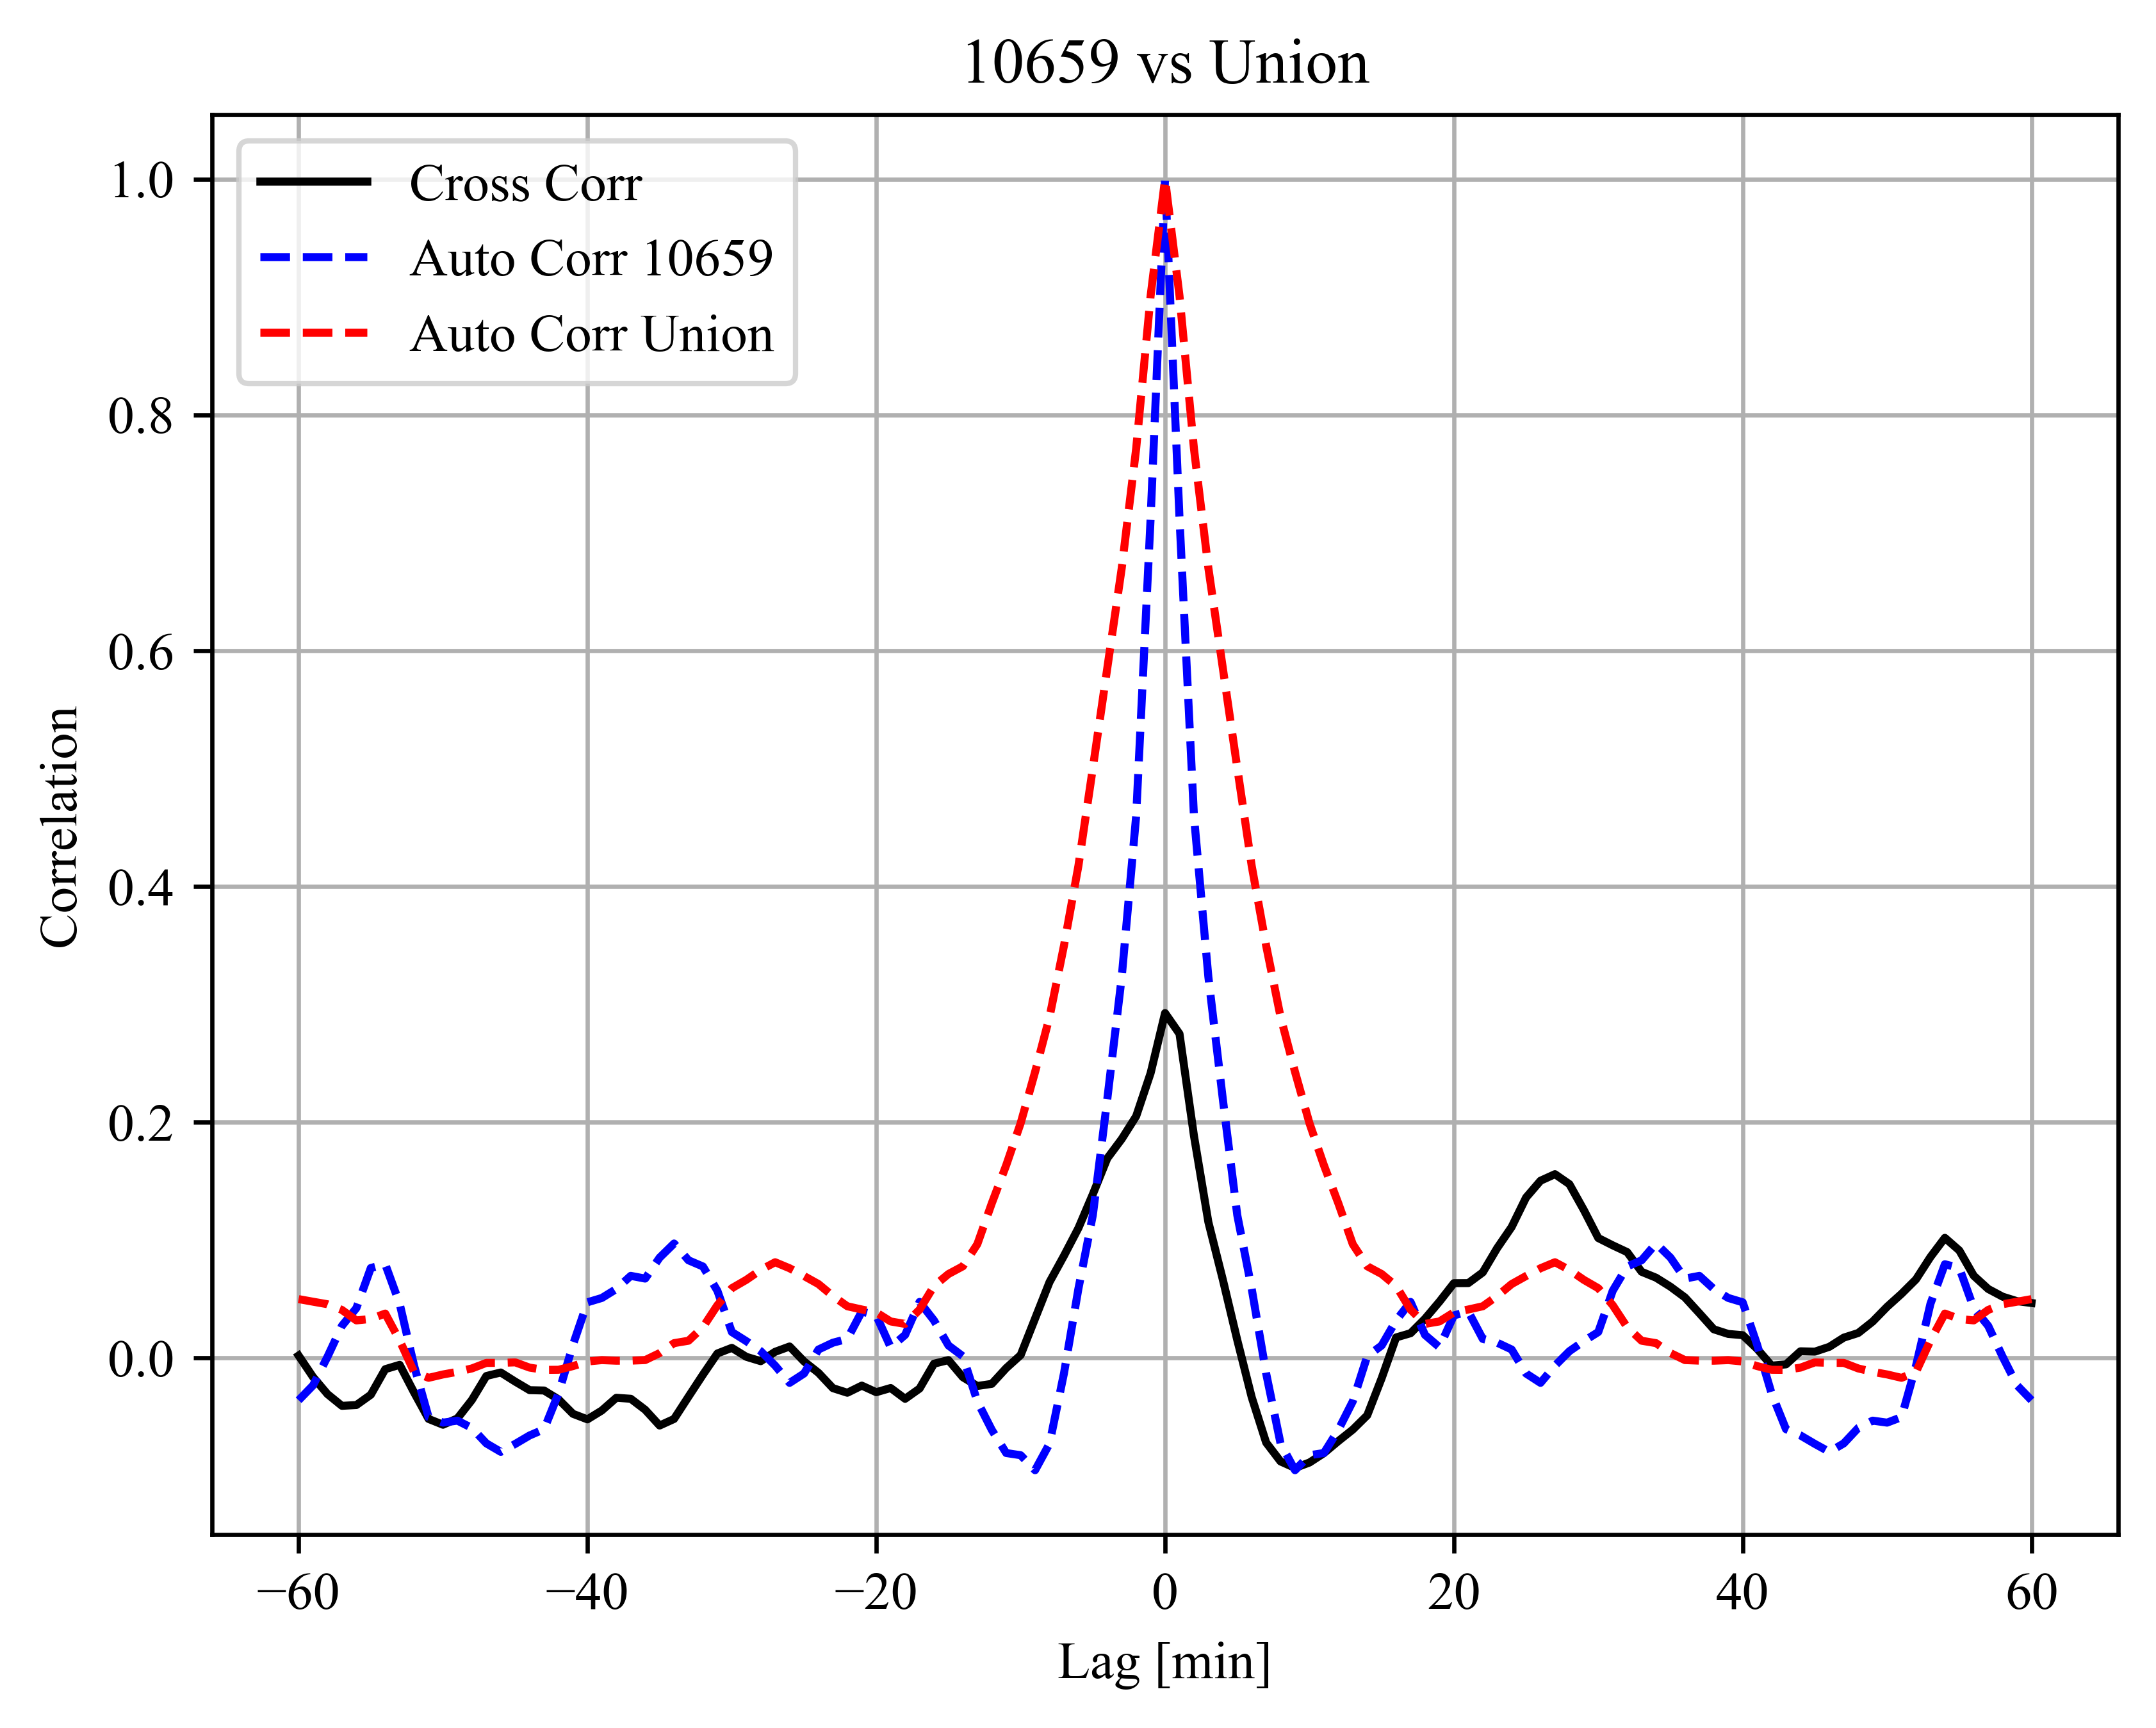 10659 vs Union
Cross Corr
Auto Corr 10659
Auto Corr Union
1.0
0.8
0.6
0.4
0.2
0.0
Correlation
−60 −40 −20 0 20 40 60
Lag [min]